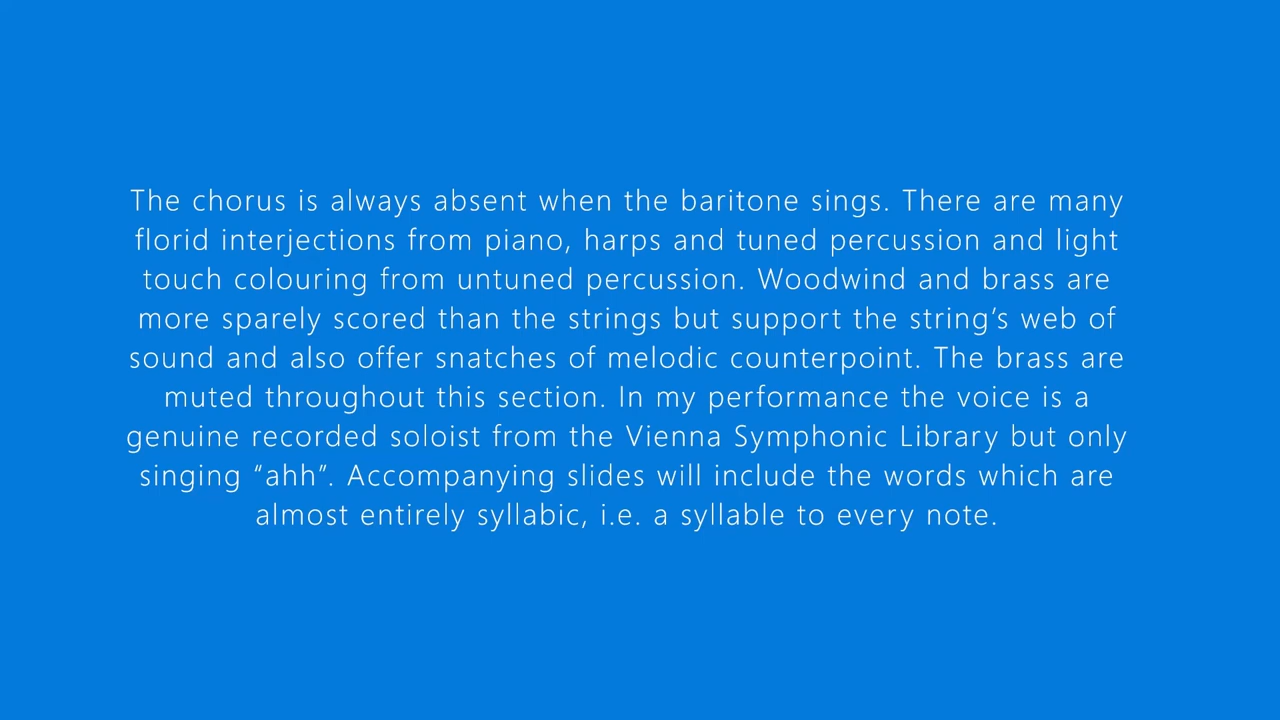 The chorus is always absent when the baritone sings. There are many
florid interjections from piano, harps and tuned percussion and light
touch colouring from untuned percussion. Woodwind and brass are
more sparely scored than the strings but support the string’s web of
sound and also offer snatches of melodic counterpoint. The brass are
muted throughout this section. In my performance the voice is a
genuine recorded soloist from the Vienna Symphonic Library but only
singing “ahh”. Accompanying slides will include the words which are
almost entirely syllabic, i.e. a syllable to every note.